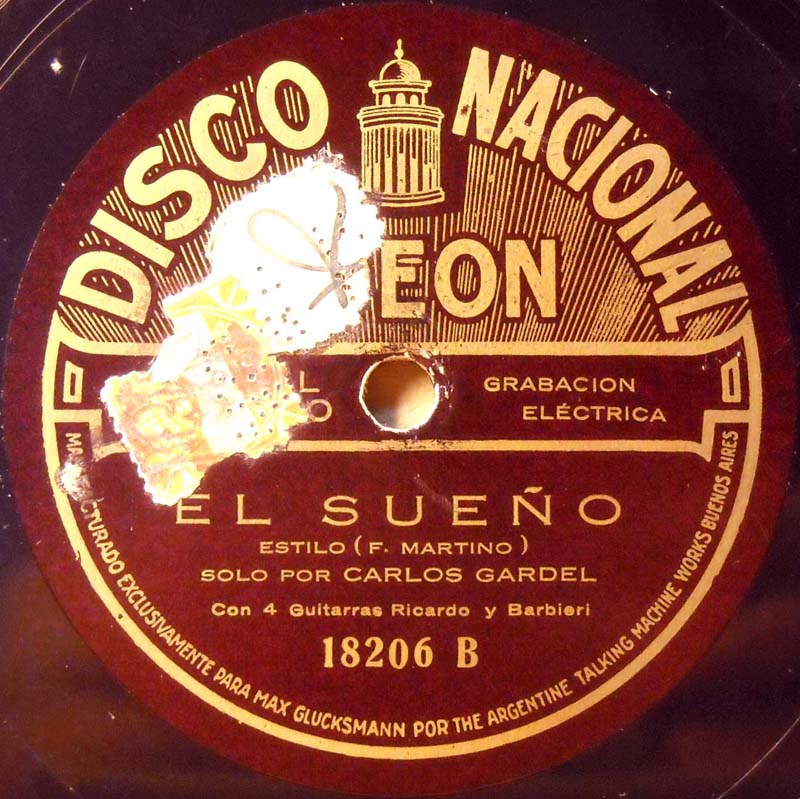 DISCO NACIONAL
EON
GRABACION
ELÉCTRICA
EL SUEÑO
ESTILO (F. MARTINO)
SOLO POR CARLOS GARDEL
Con 4 Guitarras Ricardo y Barbieri
18206 B
EXCLUSIVAMENTE PARA MAX GLUCKSMANN POR THE ARGENTINE TALKING MACHINE WORKS BUENOS AIRES